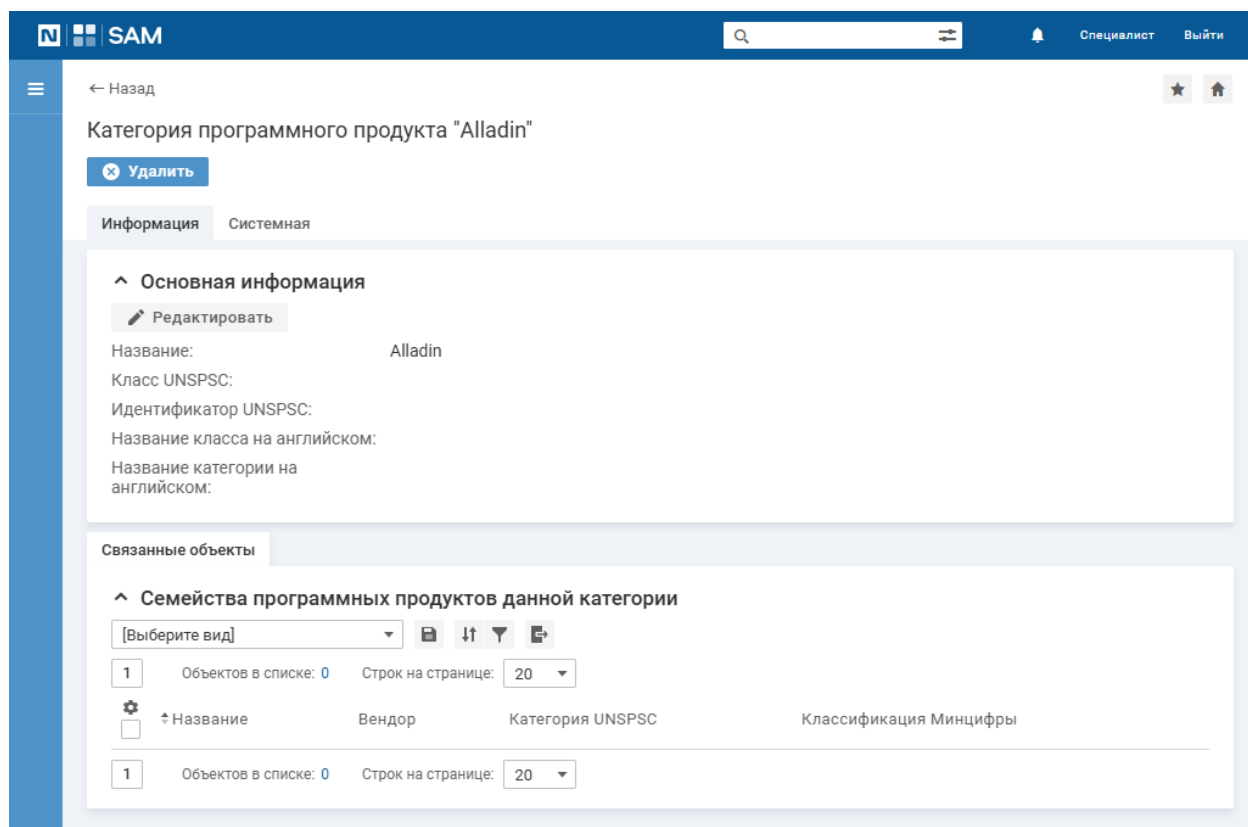 N SAM Специалист Выйти
← Назад
Категория программного продукта "Alladin"
Удалить
Информация Системная
Основная информация
Редактировать
Название: Alladin
Класс UNSPSC:
Идентификатор UNSPSC:
Название класса на английском:
Название категории на
английском:
Связанные объекты
Семейства программных продуктов данной категории
[Выберите вид]
1 Объектов в списке: 0 Строк на странице: 20
Название Вендор Категория UNSPSC Классификация Минцифры
1 Объектов в списке: 0 Строк на странице: 20